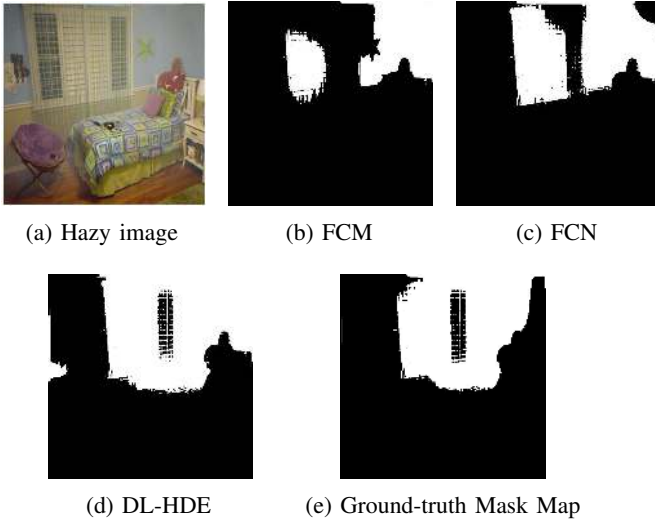 (a) Hazy image
(b) FCM
(c) FCN
(d) DL-HDE
(e) Ground-truth Mask Map